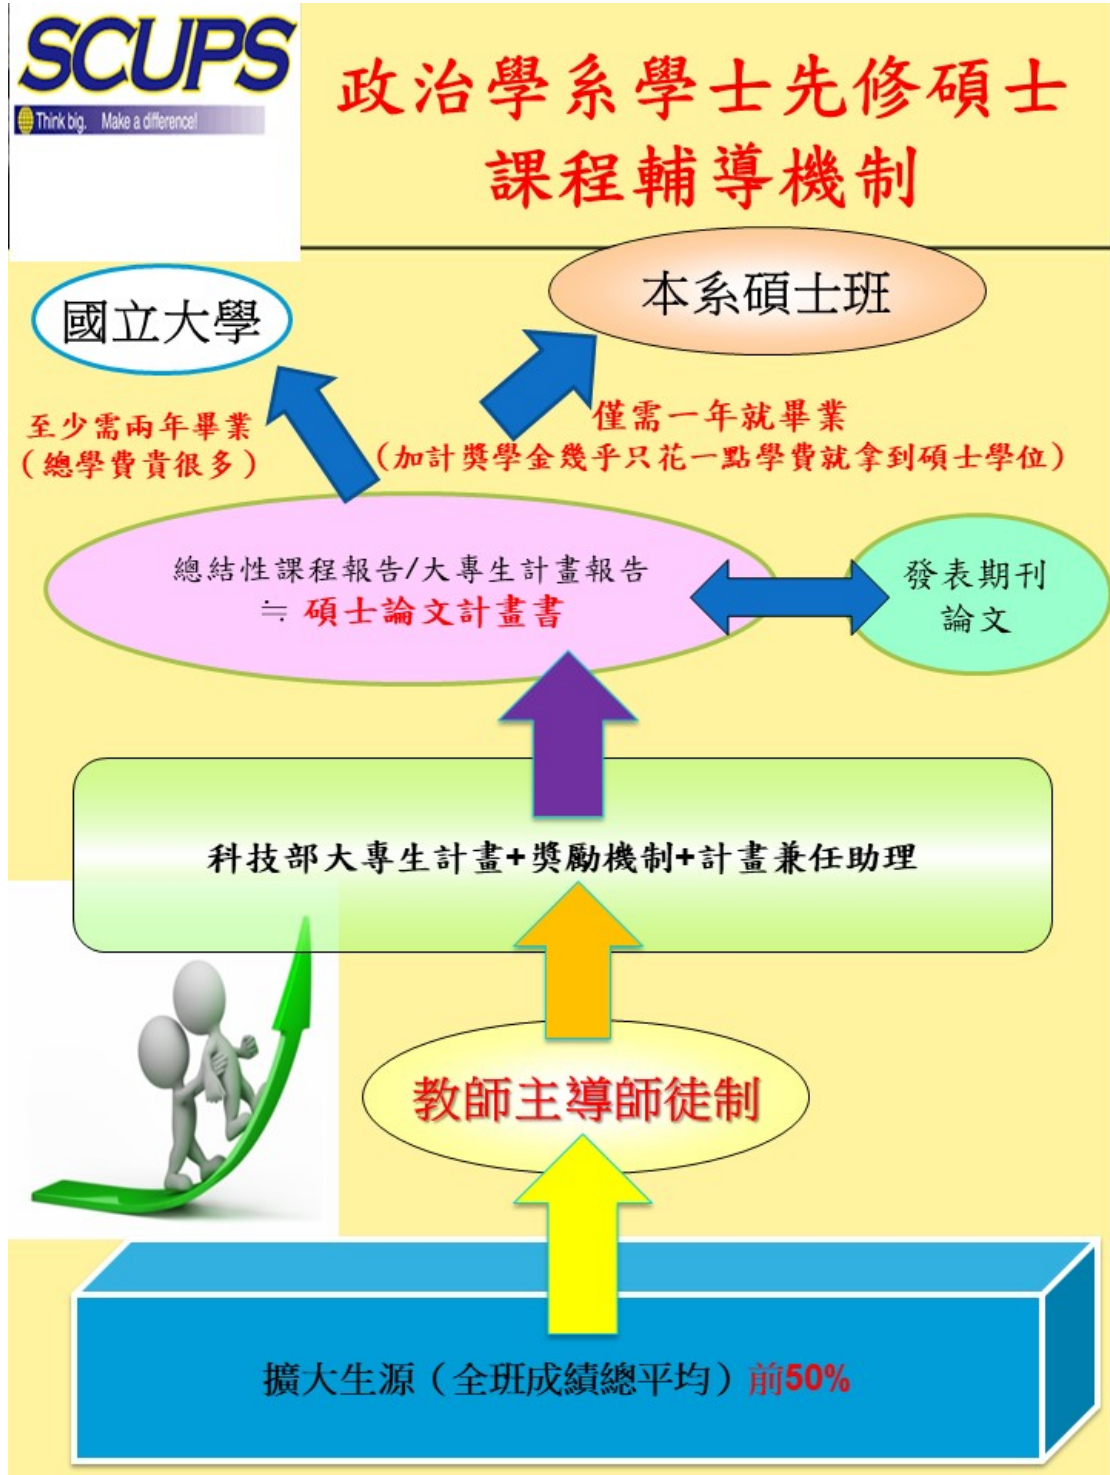 SCUPS
Think big. Make a difference!
政治學系學士先修碩士
課程輔導機制
國立大學
本系碩士班
至少需兩年畢業
（總學費貴很多）
僅需一年就畢業
（加計獎學金幾乎只花一點學費就拿到碩士學位）
總結性課程報告/大專生計畫報告
≒ 碩士論文計畫書
發表期刊
論文
科技部大專生計畫+獎勵機制+計畫兼任助理
教師主導師徒制
擴大生源（全班成績總平均）前50%